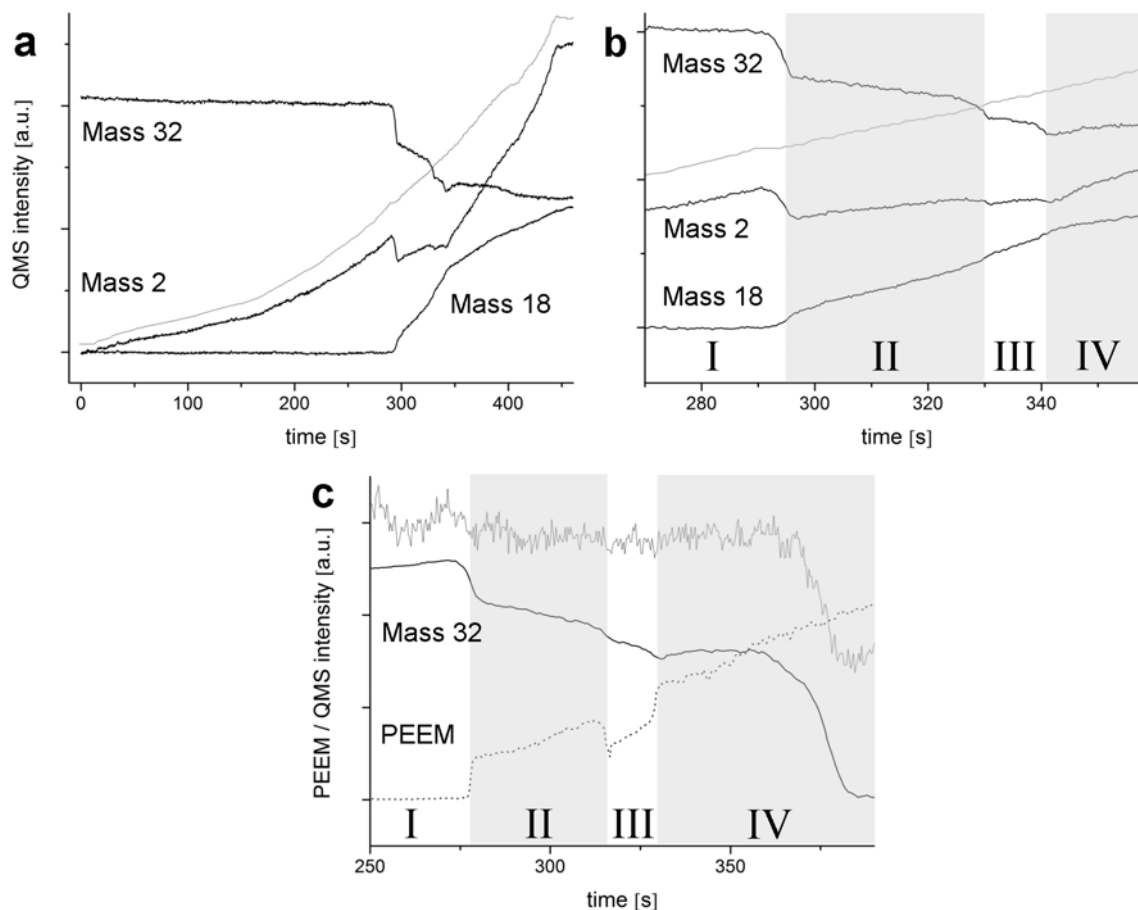 a
QMS intensity [a.u.]
Mass 32
Mass 2
Mass 18
0
100
200
300
400
time [s]
b
Mass 32
Mass 2
Mass 18
I
II
III
IV
280
300
320
340
time [s]
c
PEEM / QMS intensity [a.u.]
Mass 32
PEEM
I
II
III
IV
250
300
350
time [s]